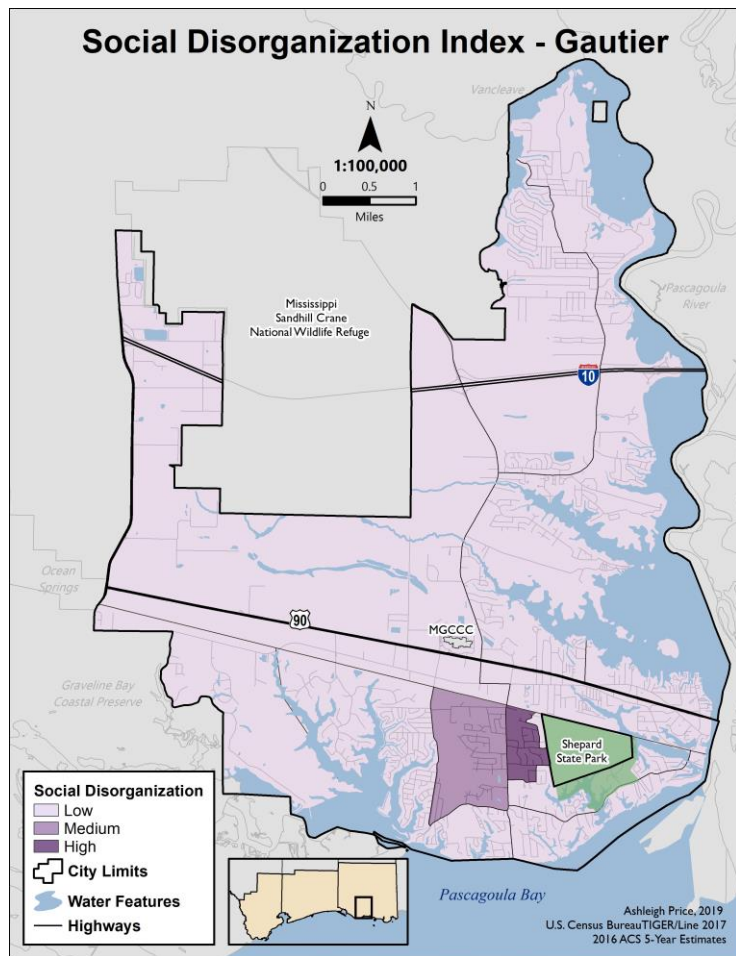 Social Disorganization Index - Gautier
Vancleave
N
1:100,000
0 0.5 1
Miles
Pascagoula
River
Mississippi
Sandhill Crane
National Wildlife Refuge
10
Ocean
Springs
90
MGCCC
Graveline Bay
Coastal Preserve
Shepard
State Park
Social Disorganization
Low
Medium
High
City Limits
Water Features
Highways
Pascagoula Bay
Ashleigh Price, 2019
U.S. Census BureauTIGER/Line 2017
2016 ACS 5-Year Estimates